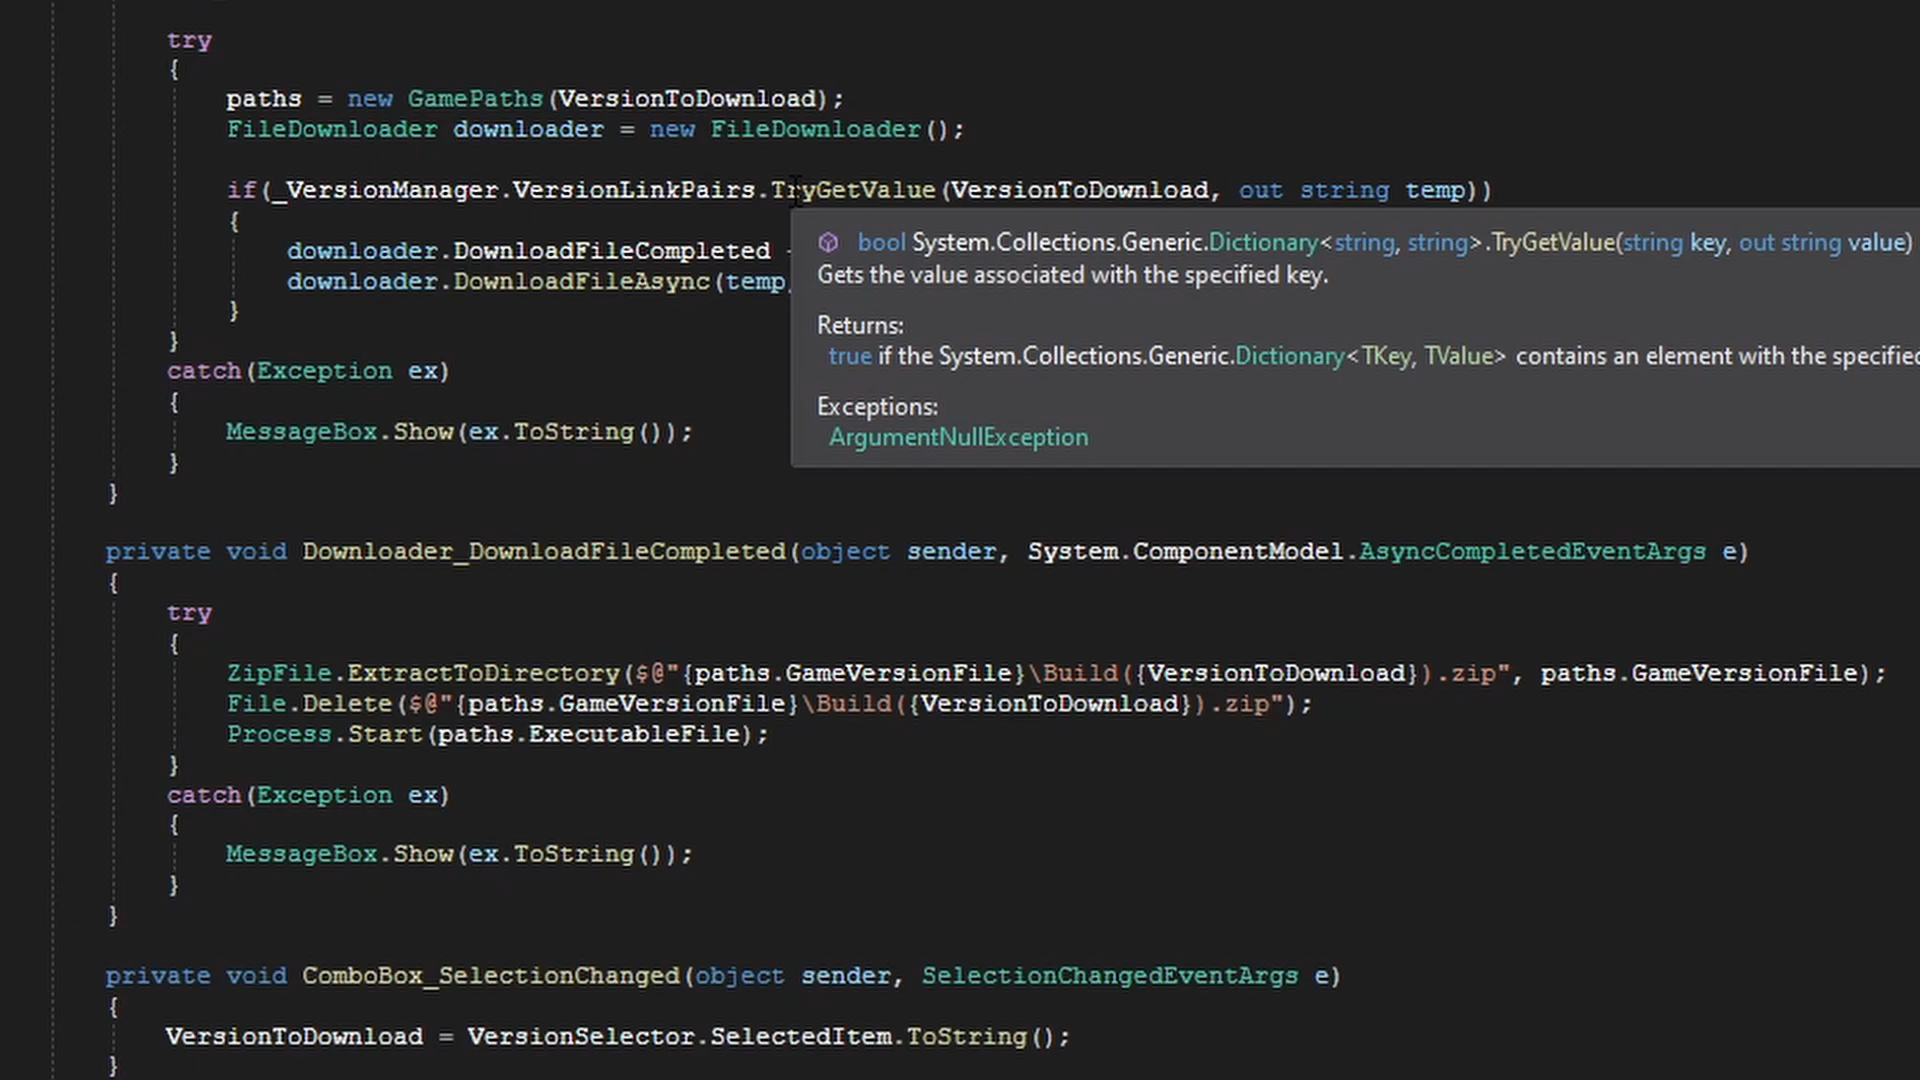 try
{
paths = new GamePaths(VersionToDownload);
FileDownloader downloader = new FileDownloader();
if(_VersionManager.VersionLinkPairs.TryGetValue(VersionToDownload, out string temp))
{
bool System.Collections.Generic.Dictionary<string, string>.TryGetValue(string key, out string value)
downloader.DownloadFileCompleted
Gets the value associated with the specified key.
downloader.DownloadFileAsync(temp,
}
Returns:
}
true if the System.Collections.Generic.Dictionary<TKey, TValue> contains an element with the specified
catch(Exception ex)
{
Exceptions:
MessageBox.Show(ex.ToString());
ArgumentNullException
}
}
private void Downloader_DownloadFileCompleted(object sender, System.ComponentModel.AsyncCompletedEventArgs e)
{
try
{
ZipFile.ExtractToDirectory($@"{paths.GameVersionFile}\Build({VersionToDownload}).zip", paths.GameVersionFile);
File.Delete($@"{paths.GameVersionFile}\Build({VersionToDownload}).zip");
Process.Start(paths.ExecutableFile);
}
catch(Exception ex)
{
MessageBox.Show(ex.ToString());
}
}
private void ComboBox_SelectionChanged(object sender, SelectionChangedEventArgs e)
{
VersionToDownload = VersionSelector.SelectedItem.ToString();
}